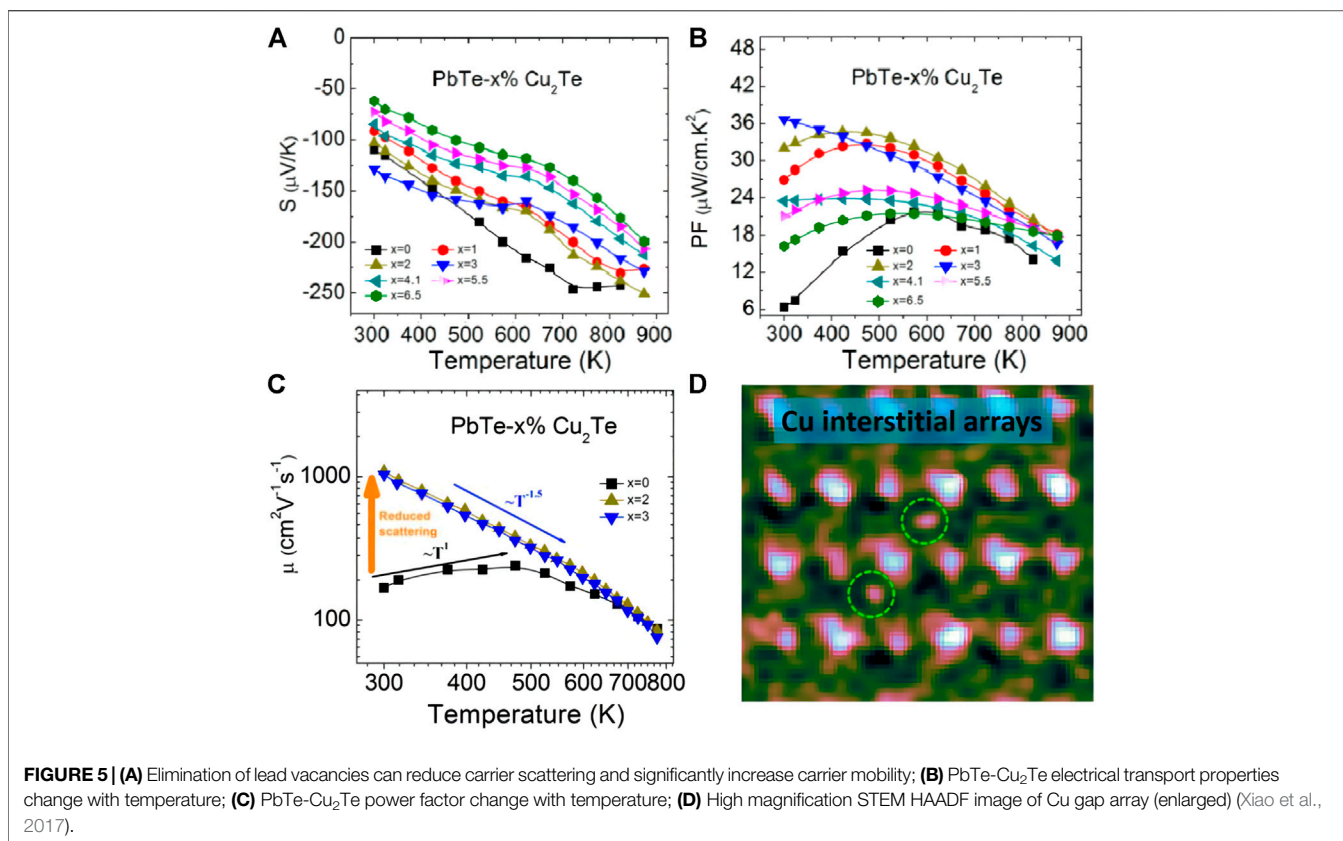 A
0
-50
-100
-150
-200
-250
S (μV/K)
PbTe-x% Cu₂Te
x=0
x=1
x=2
x=3
x=4.1
x=5.5
x=6.5
300 400 500 600 700 800 900
Temperature (K)
B
48
42
36
30
24
18
12
6
PF (μW/cm.K²)
PbTe-x% Cu₂Te
x=0
x=1
x=2
x=3
x=4.1
x=5.5
x=6.5
300 400 500 600 700 800 900
Temperature (K)
C
1000
100
μ (cm²V⁻¹s⁻¹)
PbTe-x% Cu₂Te
x=0
x=2
x=3
~T⁻¹·⁵
Reduced
scattering
~T¹
300 400 500 600 700 800
Temperature (K)
D
Cu interstitial arrays
FIGURE 5 | (A) Elimination of lead vacancies can reduce carrier scattering and significantly increase carrier mobility; (B) PbTe-Cu₂Te electrical transport properties
change with temperature; (C) PbTe-Cu₂Te power factor change with temperature; (D) High magnification STEM HAADF image of Cu gap array (enlarged) (Xiao et al.,
2017).